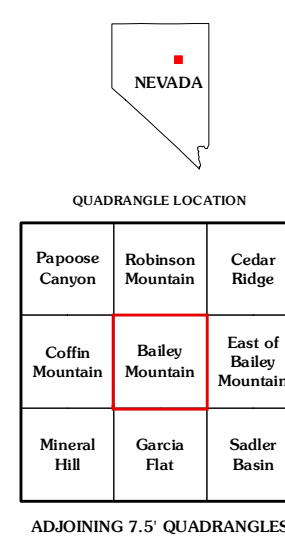 NEVADA
QUADRANGLE LOCATION
Papoose Canyon
Robinson Mountain
Cedar Ridge
Coffin Mountain
Bailey Mountain
East of Bailey Mountain
Mineral Hill
Garcia Flat
Sadler Basin
ADJOINING 7.5' QUADRANGLES